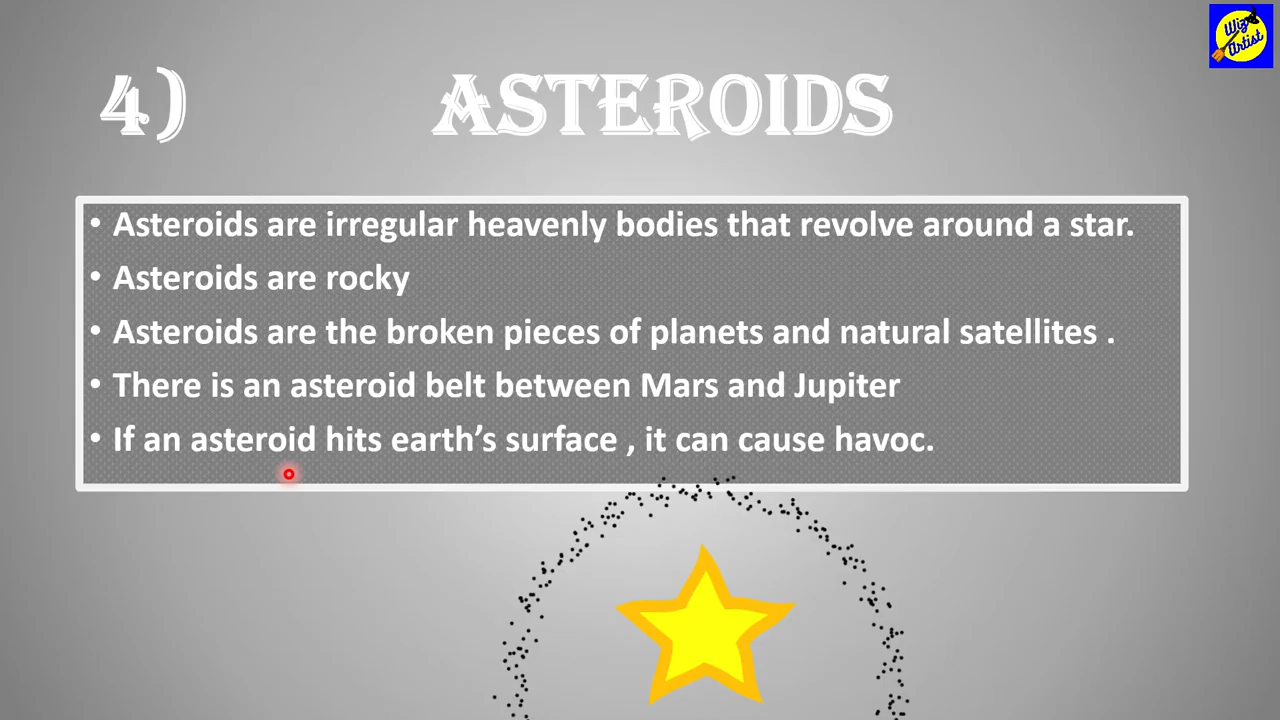 Wiz
Artist
4) ASTEROIDS
• Asteroids are irregular heavenly bodies that revolve around a star.
• Asteroids are rocky
• Asteroids are the broken pieces of planets and natural satellites .
• There is an asteroid belt between Mars and Jupiter
• If an asteroid hits earth’s surface , it can cause havoc.